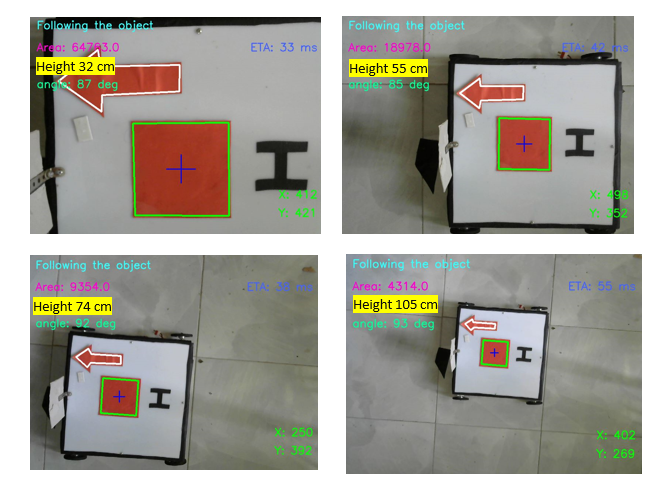 Following the object
Area: 64783.0
ETA: 33 ms
Height 32 cm
angle: 87 deg
H
X: 412
Y: 421
Following the object
Area: 18978.0
ETA: 42 ms
Height 55 cm
angle: 85 deg
H
X: 498
Y: 352
Following the object
Area: 9354.0
ETA: 38 ms
Height 74 cm
angle: 92 deg
H
X: 250
Y: 392
Following the object
Area: 4314.0
ETA: 55 ms
Height 105 cm
angle: 93 deg
H
X: 402
Y: 269